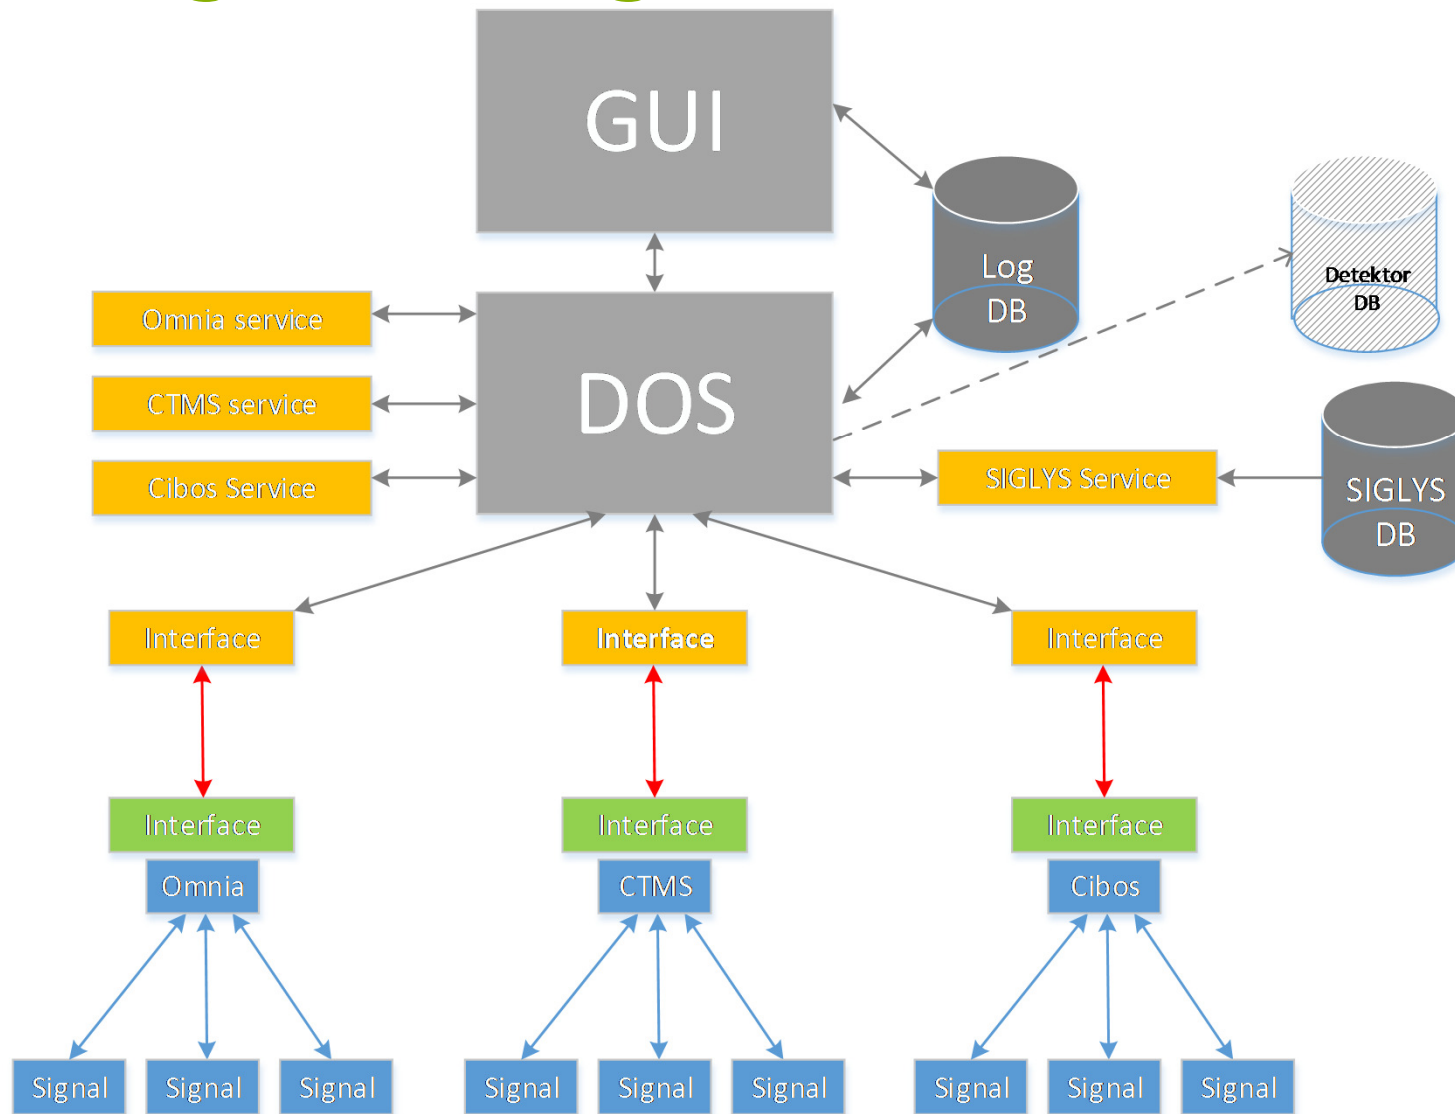 GUI
Log
DB
Detektor
DB
Omnia service
CTMS service
Cibos Service
DOS
SIGLYS Service
SIGLYS
DB
Interface
Interface
Interface
Interface
Interface
Interface
Omnia
CTMS
Cibos
Signal
Signal
Signal
Signal
Signal
Signal
Signal
Signal
Signal